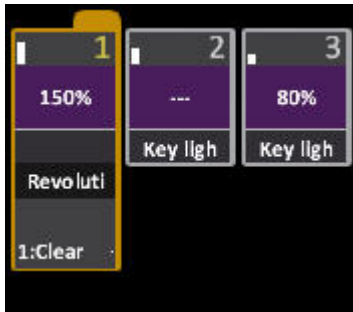 1 2 3
150% --- 80%
Key ligh Key ligh
Revoluti
1:Clear